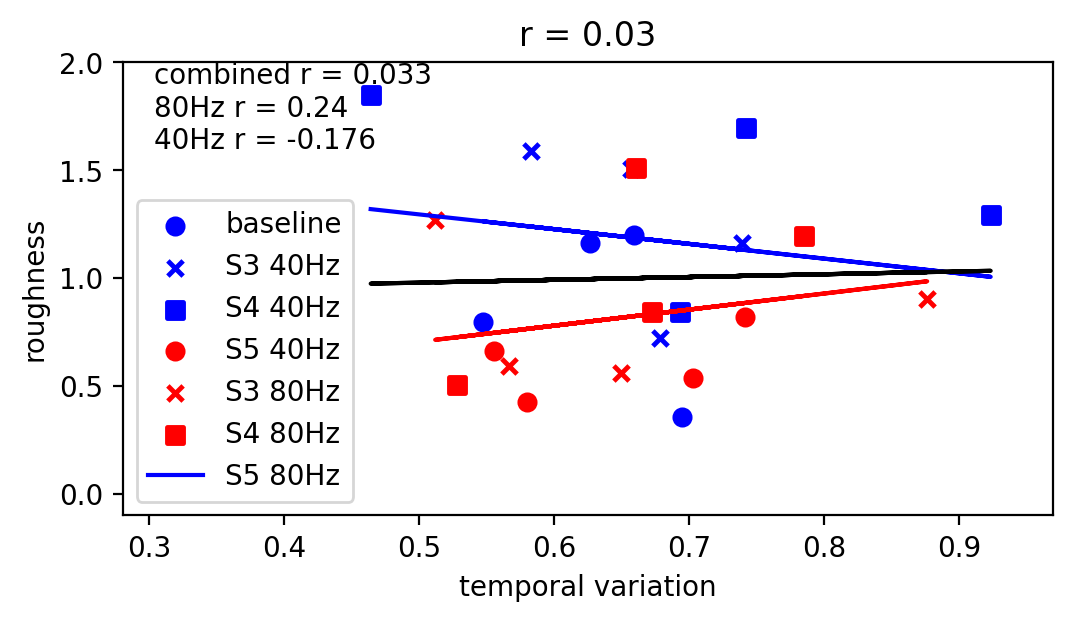 r = 0.03
combined r = 0.033
80Hz r = 0.24
40Hz r = -0.176
baseline
S3 40Hz
S4 40Hz
S5 40Hz
S3 80Hz
S4 80Hz
S5 80Hz
roughness
2.0
1.5
1.0
0.5
0.0
0.3 0.4 0.5 0.6 0.7 0.8 0.9
temporal variation